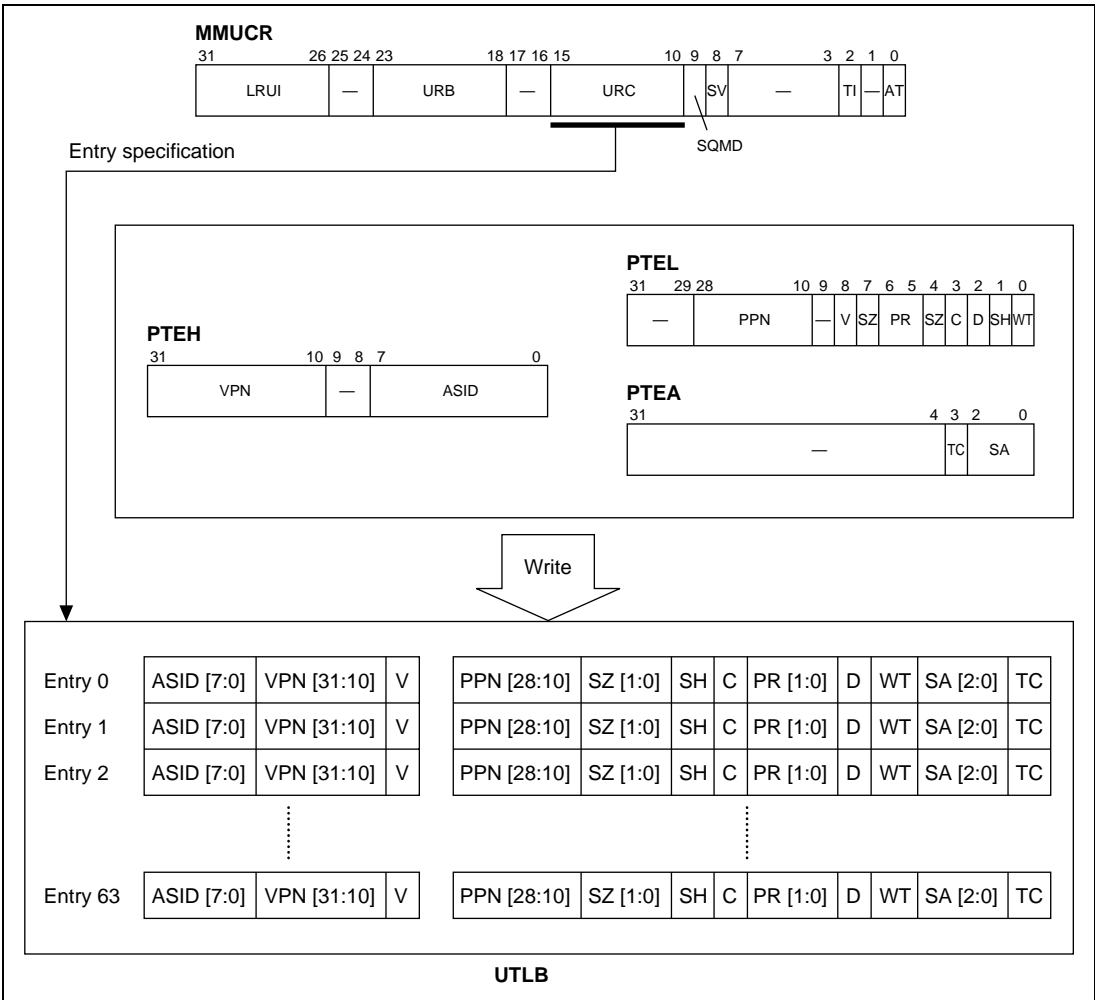 MMUCR
31 26 25 24 23 18 17 16 15 10 9 8 7 3 2 1 0
LRUI — URB — URC SV — TI — AT
SQMD
Entry specification
PTEL
31 29 28 10 9 8 7 6 5 4 3 2 1 0
— PPN — V SZ PR SZ C D SH WT
PTEH
31 10 9 8 7 0
VPN — ASID
PTEA
31 4 3 2 0
— TC SA
Write
Entry 0 ASID [7:0] VPN [31:10] V PPN [28:10] SZ [1:0] SH C PR [1:0] D WT SA [2:0] TC
Entry 1 ASID [7:0] VPN [31:10] V PPN [28:10] SZ [1:0] SH C PR [1:0] D WT SA [2:0] TC
Entry 2 ASID [7:0] VPN [31:10] V PPN [28:10] SZ [1:0] SH C PR [1:0] D WT SA [2:0] TC
Entry 63 ASID [7:0] VPN [31:10] V PPN [28:10] SZ [1:0] SH C PR [1:0] D WT SA [2:0] TC
UTLB